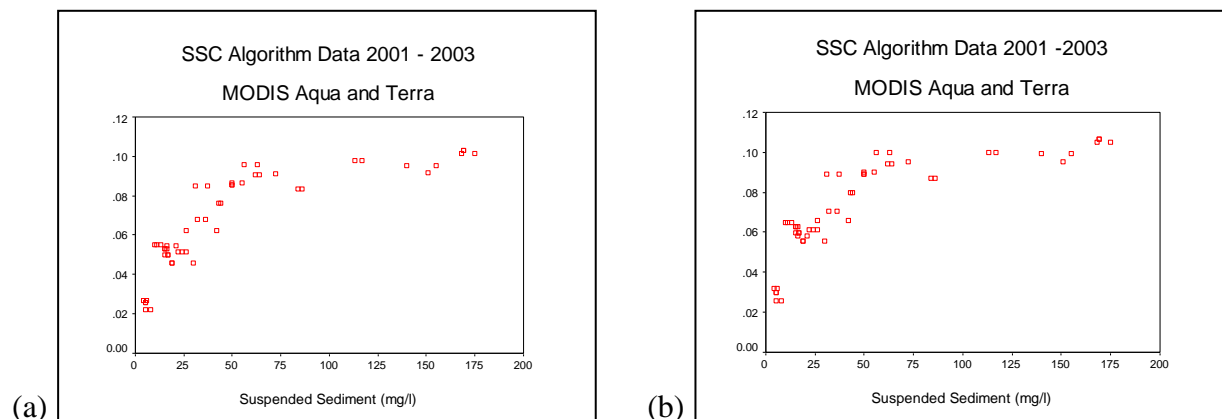 SSC Algorithm Data 2001 - 2003
MODIS Aqua and Terra
.12
.10
.08
.06
.04
.02
0.00
0 25 50 75 100 125 150 175 200
Suspended Sediment (mg/l)
(a)
SSC Algorithm Data 2001 -2003
MODIS Aqua and Terra
.12
.10
.08
.06
.04
.02
0.00
0 25 50 75 100 125 150 175 200
Suspended Sediment (mg/l)
(b)